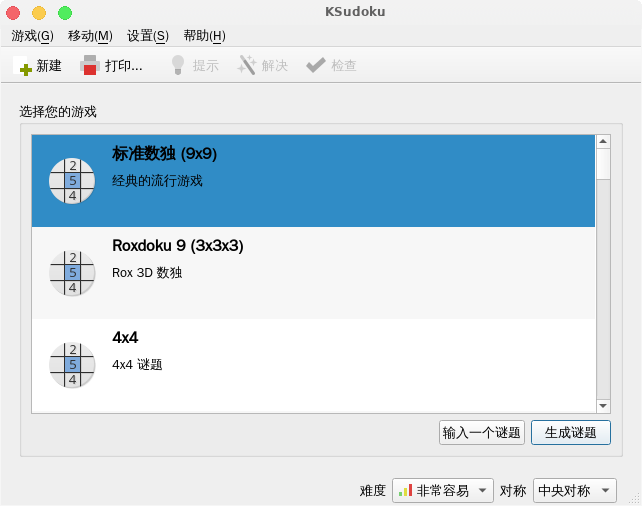 KSudoku
游戏(G) 移动(M) 设置(S) 帮助(H)
新建 打印... 提示 解决 检查
选择您的游戏
2
5
4
标准数独 (9x9)
经典的流行游戏
2
5
4
Roxdoku 9 (3x3x3)
Rox 3D 数独
2
5
4
4x4
4x4 谜题
输入一个谜题 生成谜题
难度 非常容易 对称 中央对称